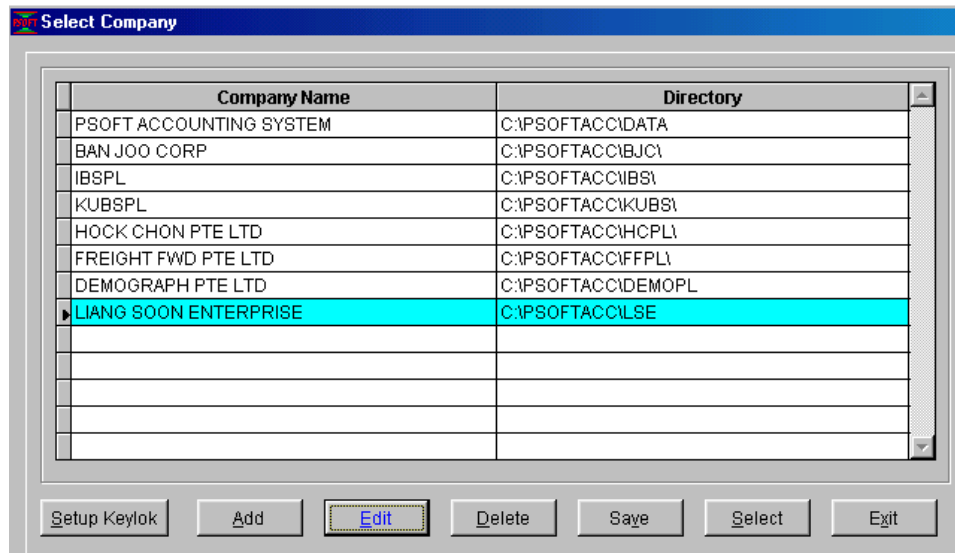 PSOFT Select Company
Company Name Directory
PSOFT ACCOUNTING SYSTEM C:\PSOFTACC\DATA
BAN JOO CORP C:\PSOFTACC\BJC\
IBSPL C:\PSOFTACC\IBS\
KUBSPL C:\PSOFTACC\KUBS\
HOCK CHON PTE LTD C:\PSOFTACC\HCPL\
FREIGHT FWD PTE LTD C:\PSOFTACC\FFPL\
DEMOGRAPH PTE LTD C:\PSOFTACC\DEMOPL
LIANG SOON ENTERPRISE C:\PSOFTACC\LSE
Setup Keylok Add Edit Delete Save Select Exit